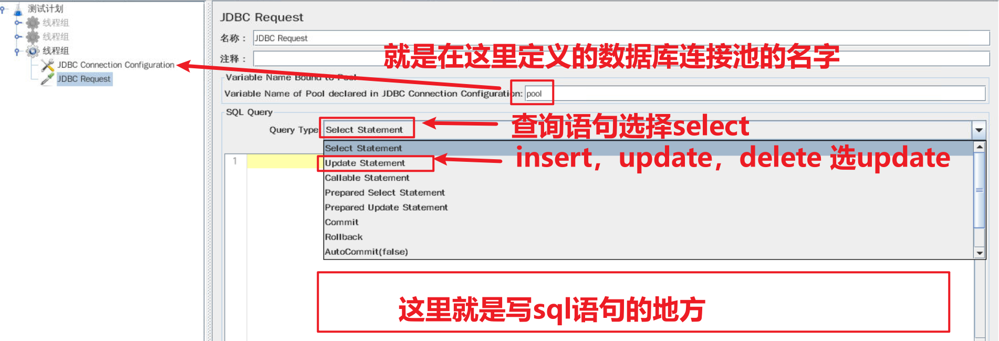 测试计划
线程组
线程组
线程组
JDBC Connection Configuration
JDBC Request
JDBC Request
名称：
JDBC Request
注释：
就是在这里定义的数据库连接池的名字
Variable Name Bound to Pool
Variable Name of Pool declared in JDBC Connection Configuration: pool
SQL Query
Query Type: Select Statement
查询语句选择select
Select Statement
Update Statement
insert，update，delete 选update
Callable Statement
Prepared Select Statement
Prepared Update Statement
Commit
Rollback
AutoCommit(false)
1
这里就是写sql语句的地方